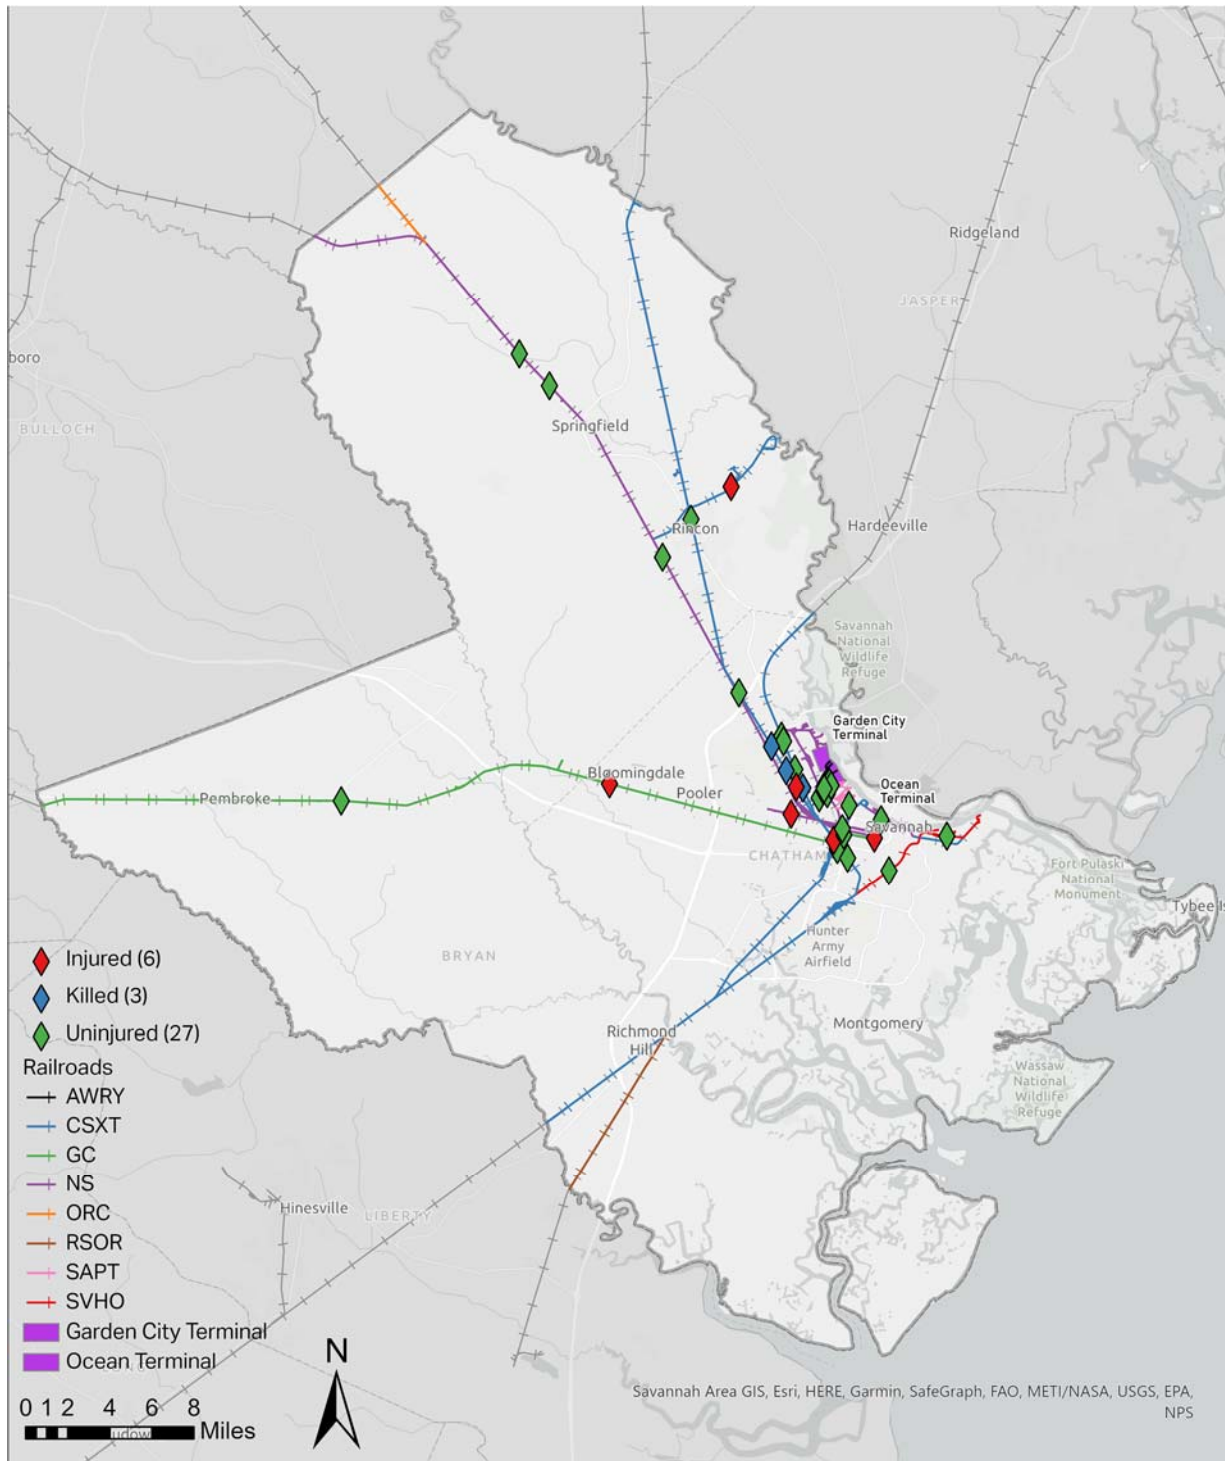 Ridgeland
JASPER
boro
BULLOCH
Springfield
Rincon
Hardeeville
Savannah
National
Wildlife
Refuge
Garden City
Terminal
Bloomingdale
Pooler
Pembroke
Ocean
Terminal
Savannah
CHATHAM
Fort Pulaski
National
Monument
Tybee Is
Hunter
Army
Airfield
BRYAN
Richmond
Hill
Montgomery
Wassaw
National
Wildlife
Refuge
Hinesville
LIBERTY
Injured (6)
Killed (3)
Uninjured (27)
Railroads
AWRY
CSXT
GC
NS
ORC
RSOR
SAPT
SVHO
Garden City Terminal
Ocean Terminal
N
0 1 2 4 6 8
Miles
udow
Savannah Area GIS, Esri, HERE, Garmin, SafeGraph, FAO, METI/NASA, USGS, EPA,
NPS